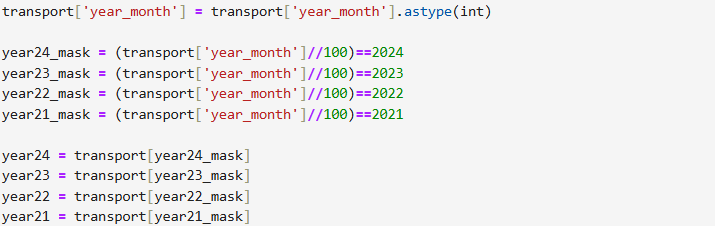 transport['year_month'] = transport['year_month'].astype(int)
year24_mask = (transport['year_month']//100)==2024
year23_mask = (transport['year_month']//100)==2023
year22_mask = (transport['year_month']//100)==2022
year21_mask = (transport['year_month']//100)==2021
year24 = transport[year24_mask]
year23 = transport[year23_mask]
year22 = transport[year22_mask]
year21 = transport[year21_mask]